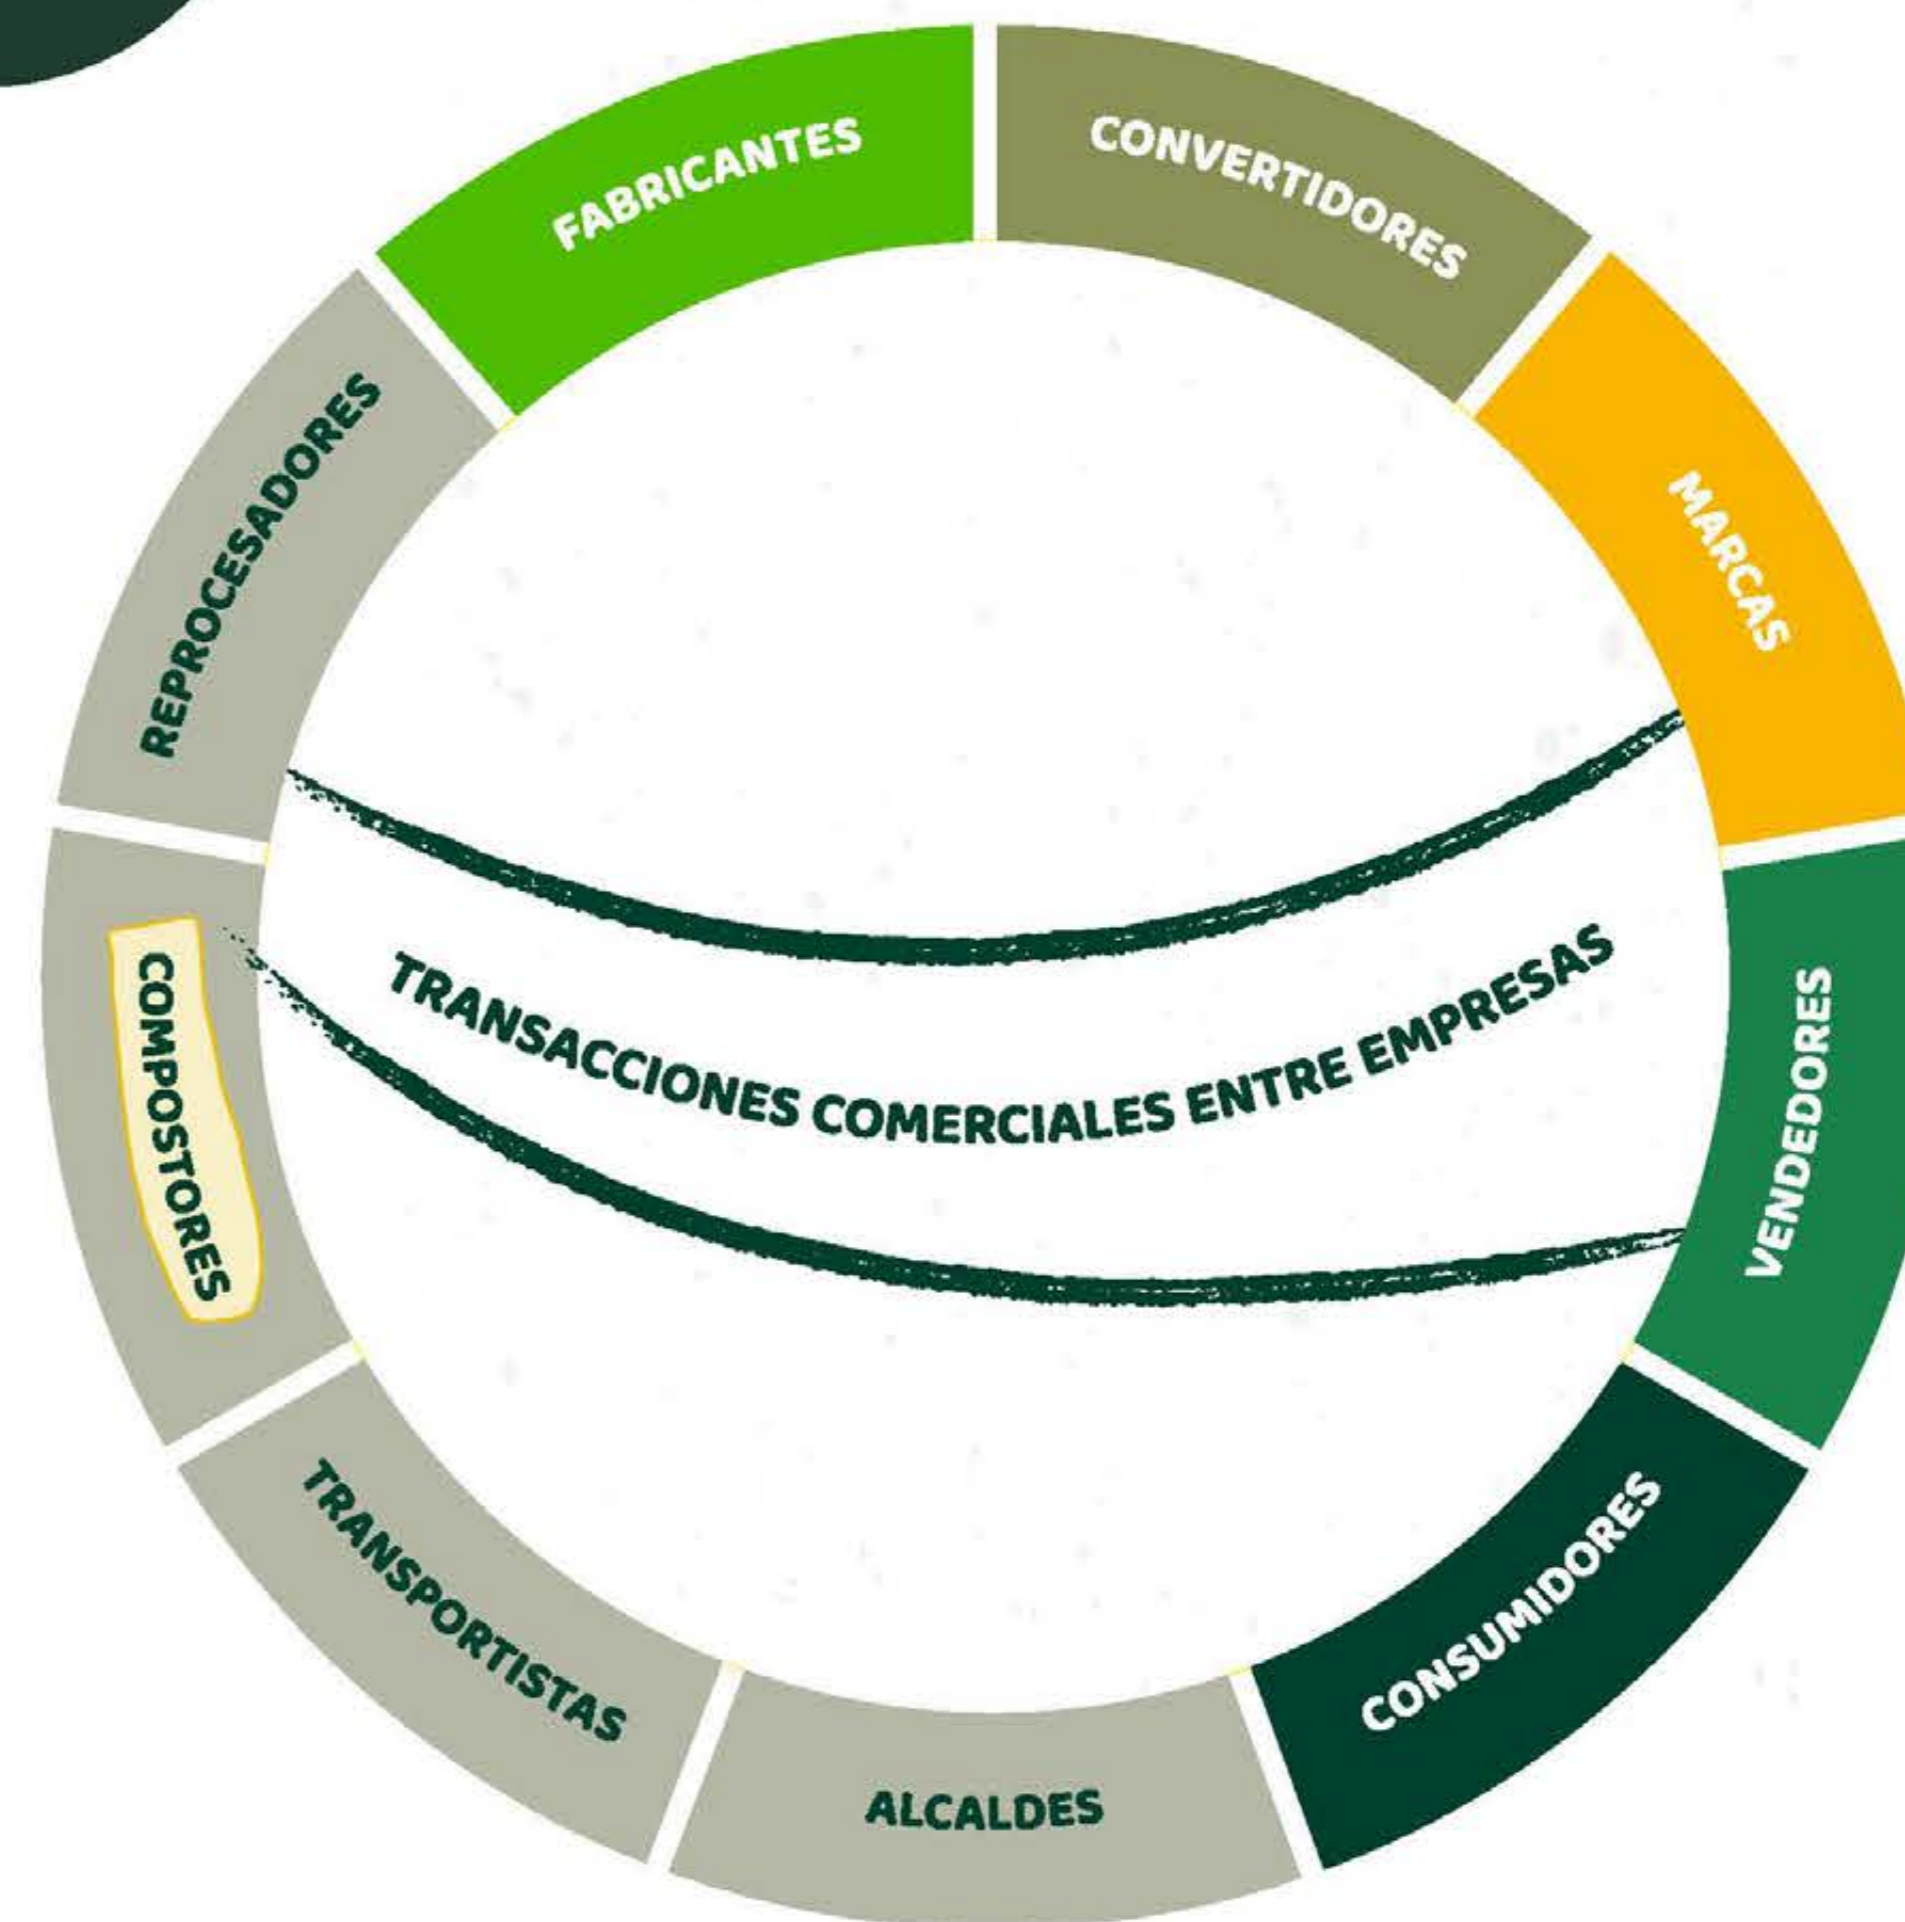 FABRICANTES
CONVERTIDORES
MARCAS
VENDEDORES
CONSUMIDORES
ALCALDES
TRANSPORTISTAS
COMPOSTORES
REPROCESADORES
TRANSACCIONES COMERCIALES ENTRE EMPRESAS